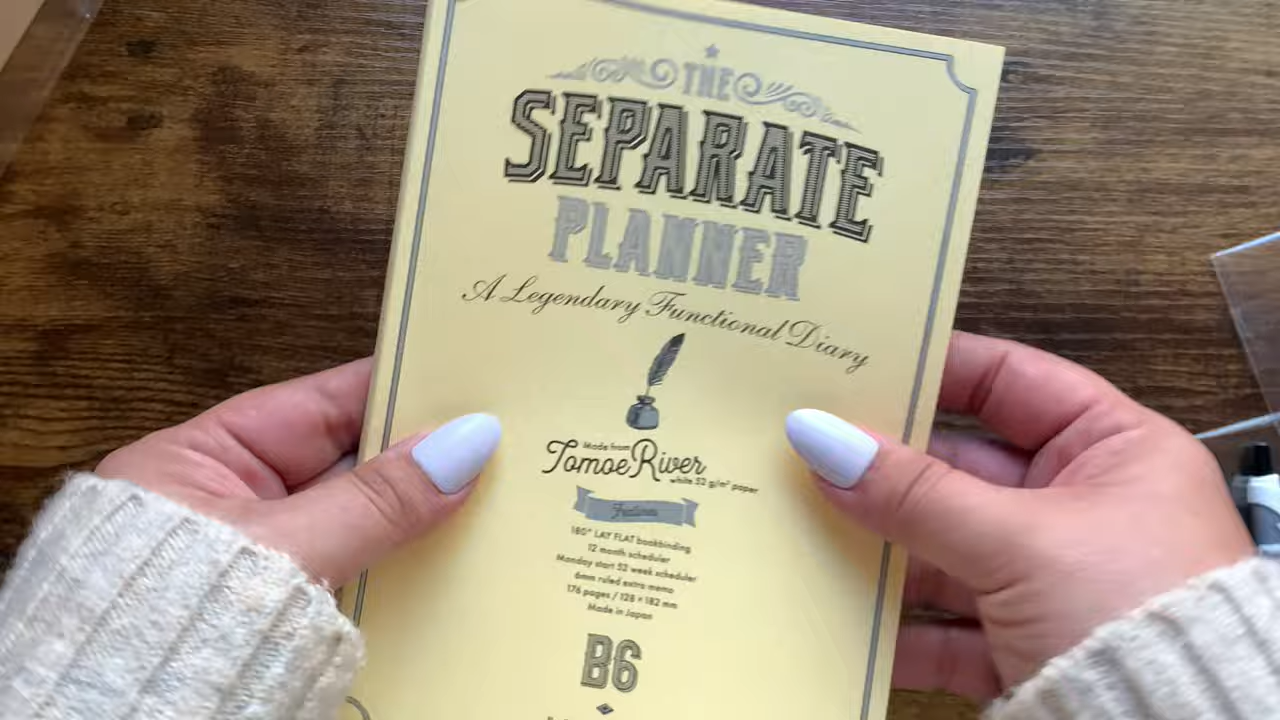 THE
SEPARATE
PLANNER
A Legendary Functional Diary
Made from
Tomoe River
white 52 g/m² paper
Features
180° LAY FLAT bookbinding
12 month scheduler
Monday start 52 week scheduler
6mm ruled extra memo
176 pages / 128 × 182 mm
Made in Japan
B6